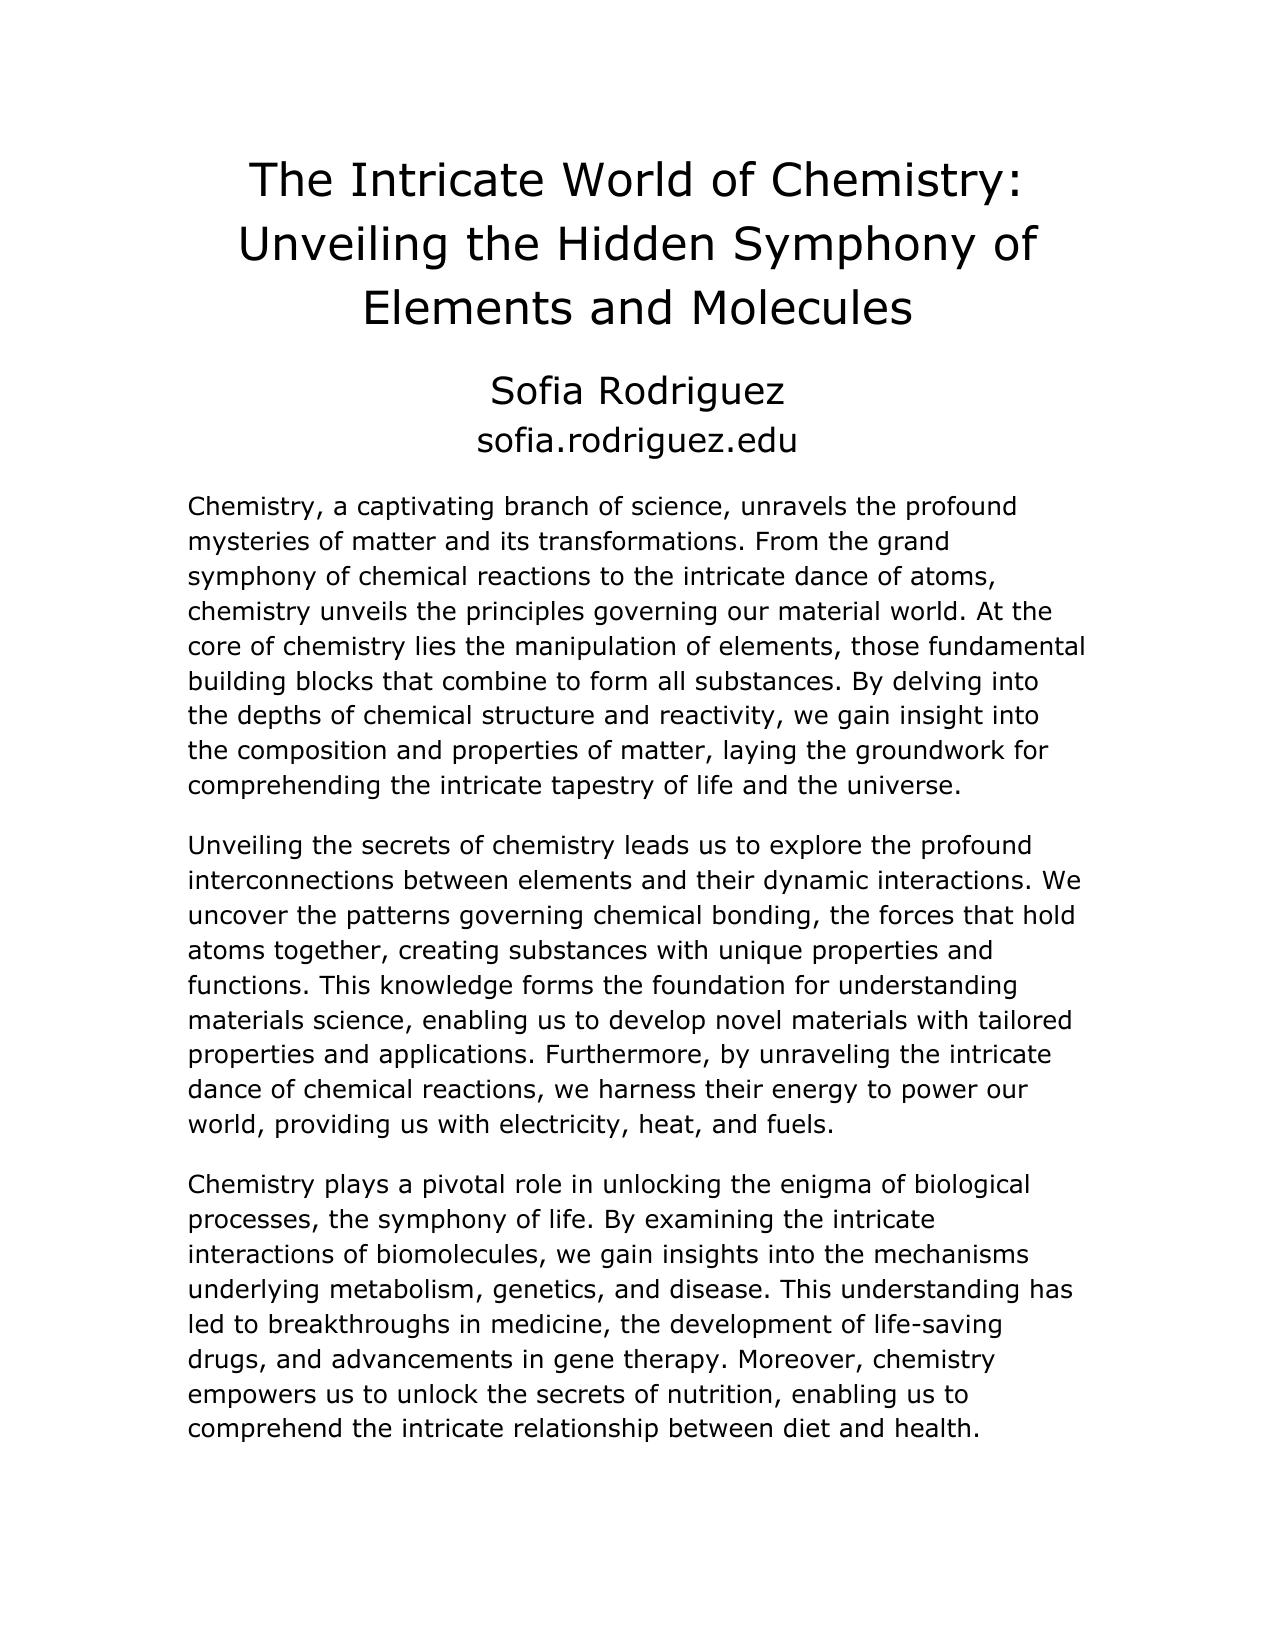 The Intricate World of Chemistry:
Unveiling the Hidden Symphony of
Elements and Molecules
Sofia Rodriguez
sofia.rodriguez.edu
Chemistry, a captivating branch of science, unravels the profound
mysteries of matter and its transformations. From the grand
symphony of chemical reactions to the intricate dance of atoms,
chemistry unveils the principles governing our material world. At the
core of chemistry lies the manipulation of elements, those fundamental
building blocks that combine to form all substances. By delving into
the depths of chemical structure and reactivity, we gain insight into
the composition and properties of matter, laying the groundwork for
comprehending the intricate tapestry of life and the universe.
Unveiling the secrets of chemistry leads us to explore the profound
interconnections between elements and their dynamic interactions. We
uncover the patterns governing chemical bonding, the forces that hold
atoms together, creating substances with unique properties and
functions. This knowledge forms the foundation for understanding
materials science, enabling us to develop novel materials with tailored
properties and applications. Furthermore, by unraveling the intricate
dance of chemical reactions, we harness their energy to power our
world, providing us with electricity, heat, and fuels.
Chemistry plays a pivotal role in unlocking the enigma of biological
processes, the symphony of life. By examining the intricate
interactions of biomolecules, we gain insights into the mechanisms
underlying metabolism, genetics, and disease. This understanding has
led to breakthroughs in medicine, the development of life-saving
drugs, and advancements in gene therapy. Moreover, chemistry
empowers us to unlock the secrets of nutrition, enabling us to
comprehend the intricate relationship between diet and health.